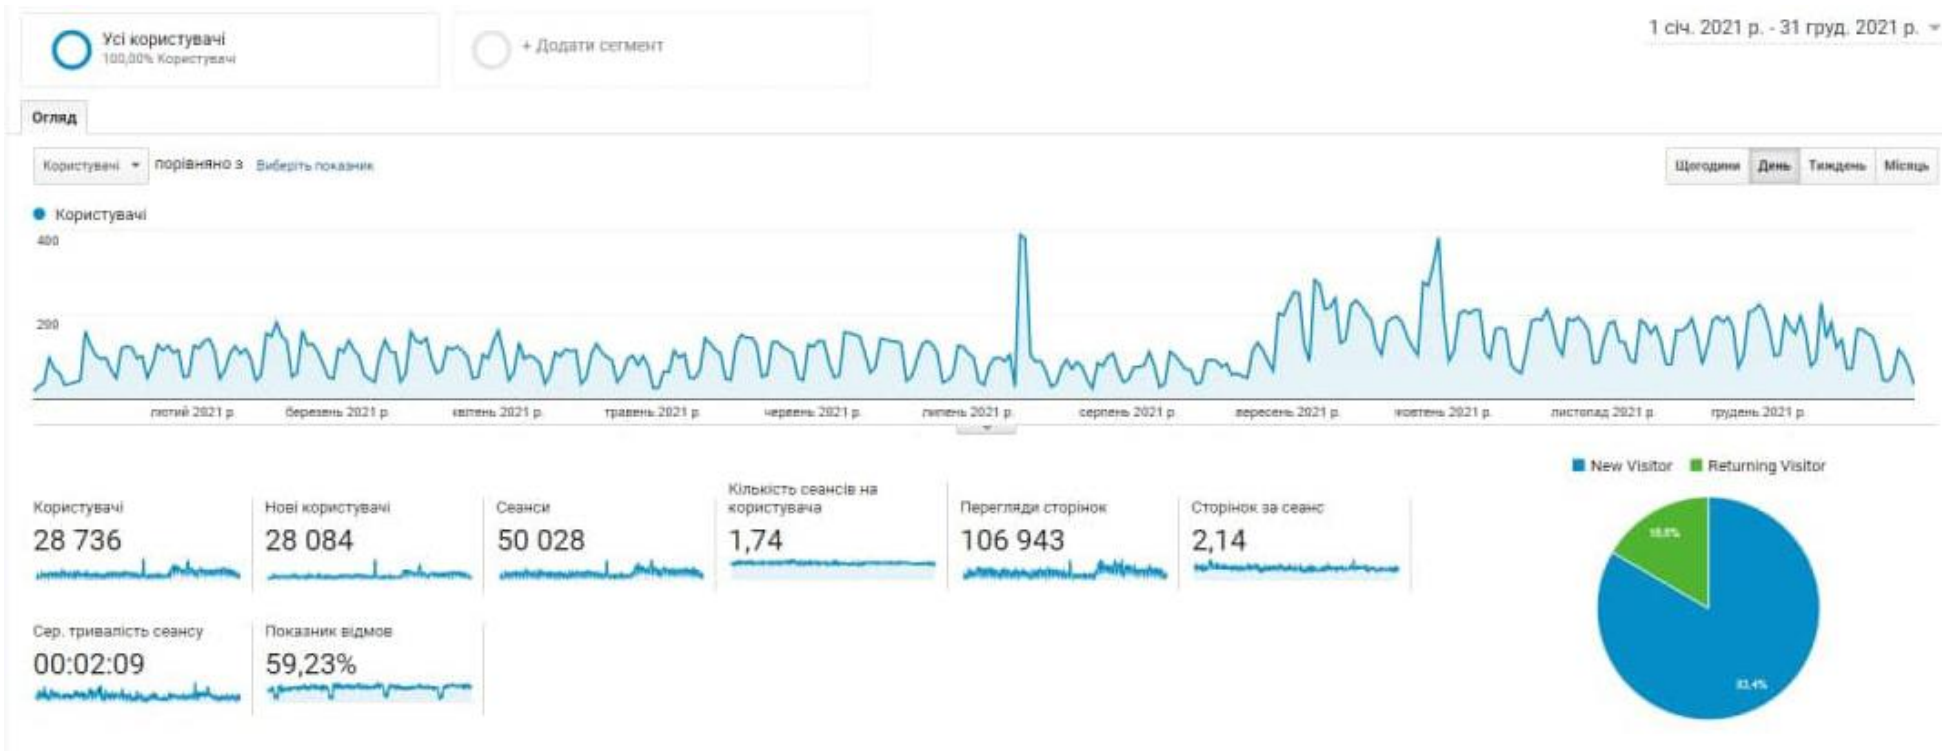 Усі користувачі
100,00% Користувачі
+ Додати сегмент
1 січ. 2021 р. - 31 груд. 2021 р.
Огляд
Користувачі порівняно з Виберіть показник
Щогодини День Тиждень Місяць
Користувачі
400
200
лютий 2021 р. березень 2021 р. квітень 2021 р. травень 2021 р. червень 2021 р. липень 2021 р. серпень 2021 р. вересень 2021 р. жовтень 2021 р. листопад 2021 р. грудень 2021 р.
New Visitor Returning Visitor
Користувачі
28 736
Нові користувачі
28 084
Сеанси
50 028
Кількість сеансів на
користувача
1,74
Перегляди сторінок
106 943
Сторінок за сеанс
2,14
Сер. тривалість сеансу
00:02:09
Показник відмов
59,23%
83,4%